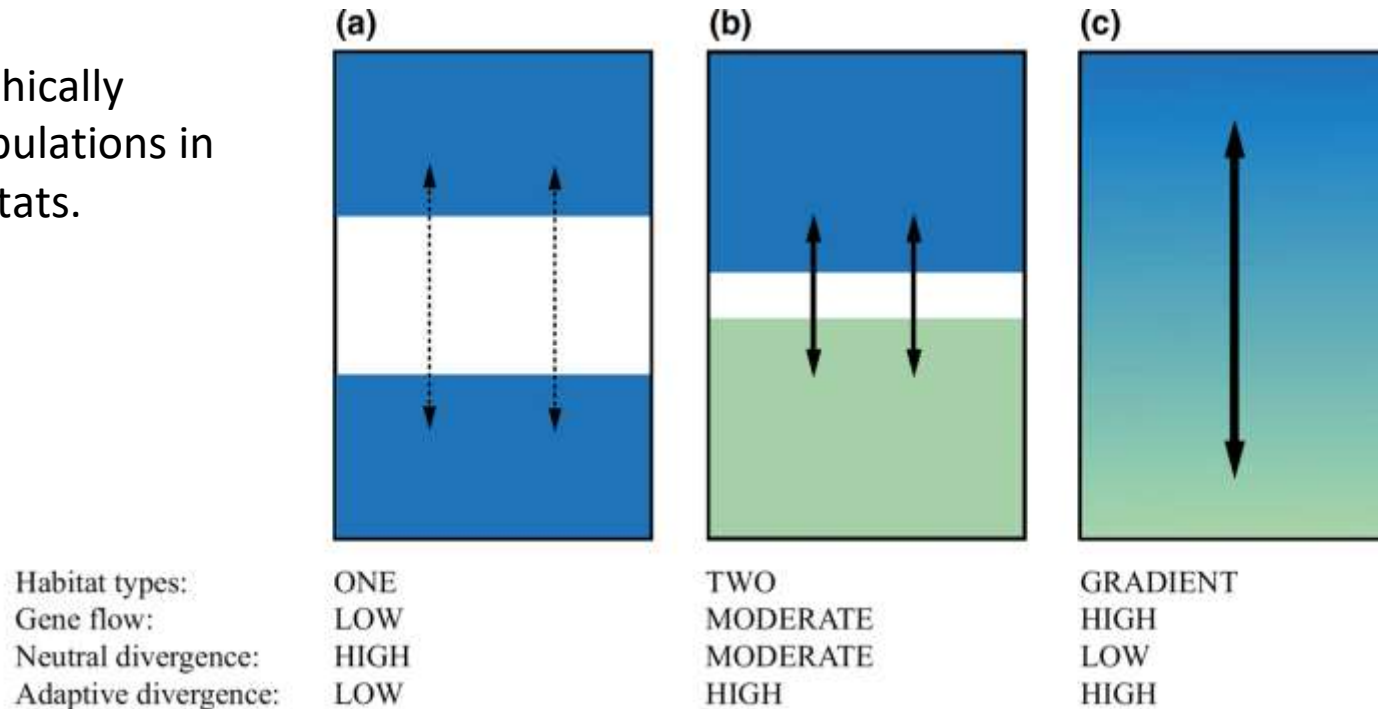 (a) (b) (c)
hically
pulations in
tats.
Habitat types: ONE TWO GRADIENT
Gene flow: LOW MODERATE HIGH
Neutral divergence: HIGH MODERATE LOW
Adaptive divergence: LOW HIGH HIGH